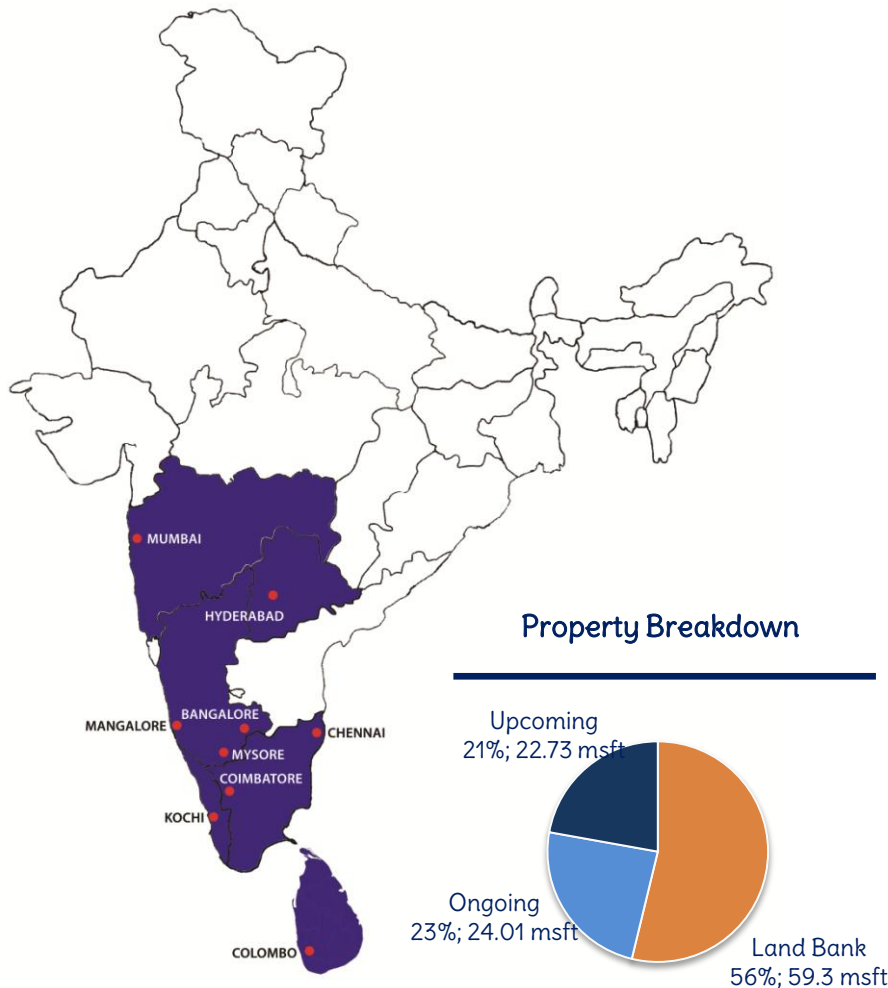 MUMBAI
HYDERABAD
MANGALORE
BANGALORE
CHENNAI
MYSORE
COIMBATORE
KOCHI
COLOMBO
Property Breakdown
Upcoming
21%; 22.73 msft
Ongoing
23%; 24.01 msft
Land Bank
56%; 59.3 msft